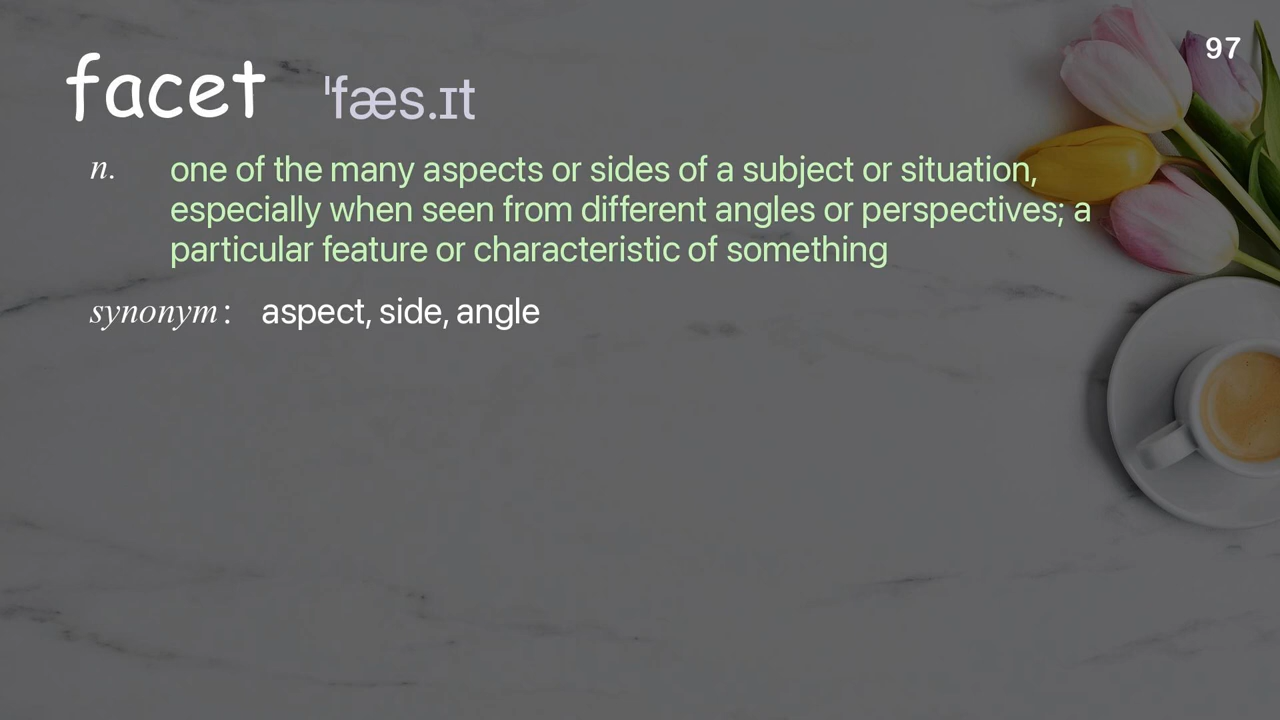 97
facet ˈfæs.ɪt
n. one of the many aspects or sides of a subject or situation,
especially when seen from different angles or perspectives; a
particular feature or characteristic of something
synonym: aspect, side, angle